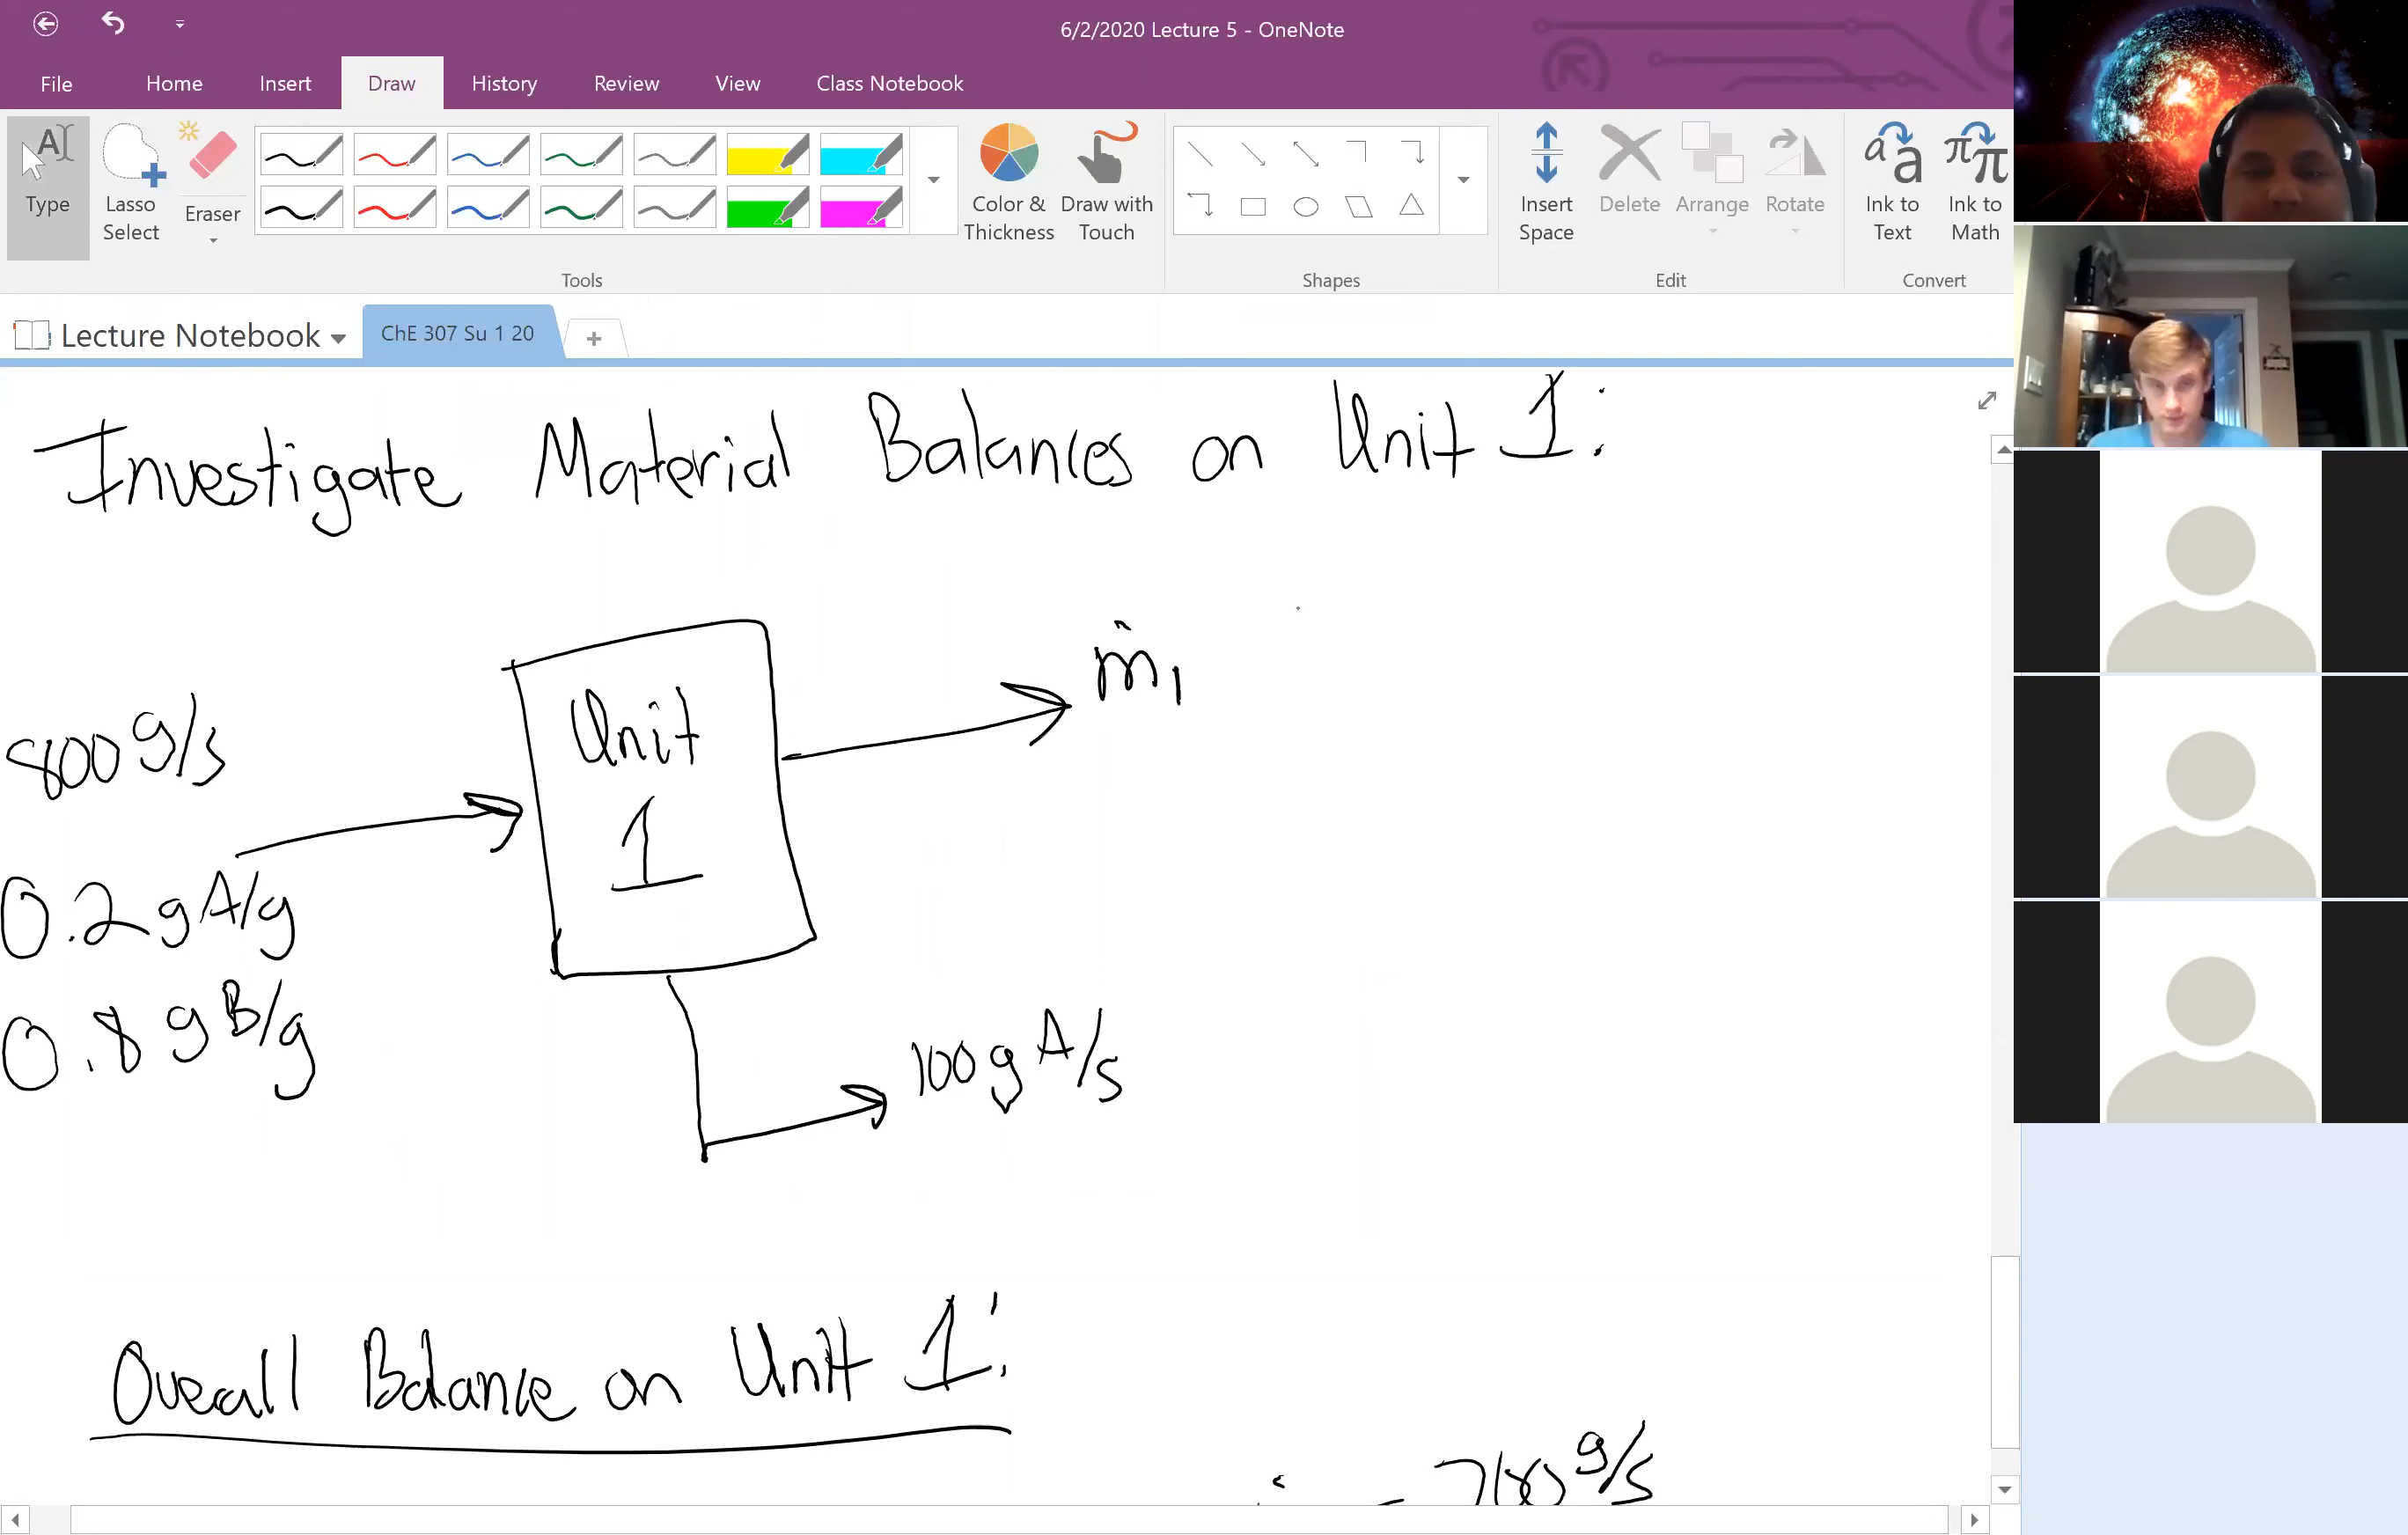 6/2/2020 Lecture 5 - OneNote
File Home Insert Draw History Review View Class Notebook
Type
Lasso Select
Eraser
Color & Thickness
Draw with Touch
Insert Space
Delete
Arrange
Rotate
Ink to Text
Ink to Math
Tools Shapes Edit Convert
Lecture Notebook
ChE 307 Su 1 20
Investigate Material Balances on Unit 1:
ṁ1
800 g/s
Unit
1
0.2 g A/g
0.8 g B/g
100 g A/s
Overall Balance on Unit 1:
= 700 g/s